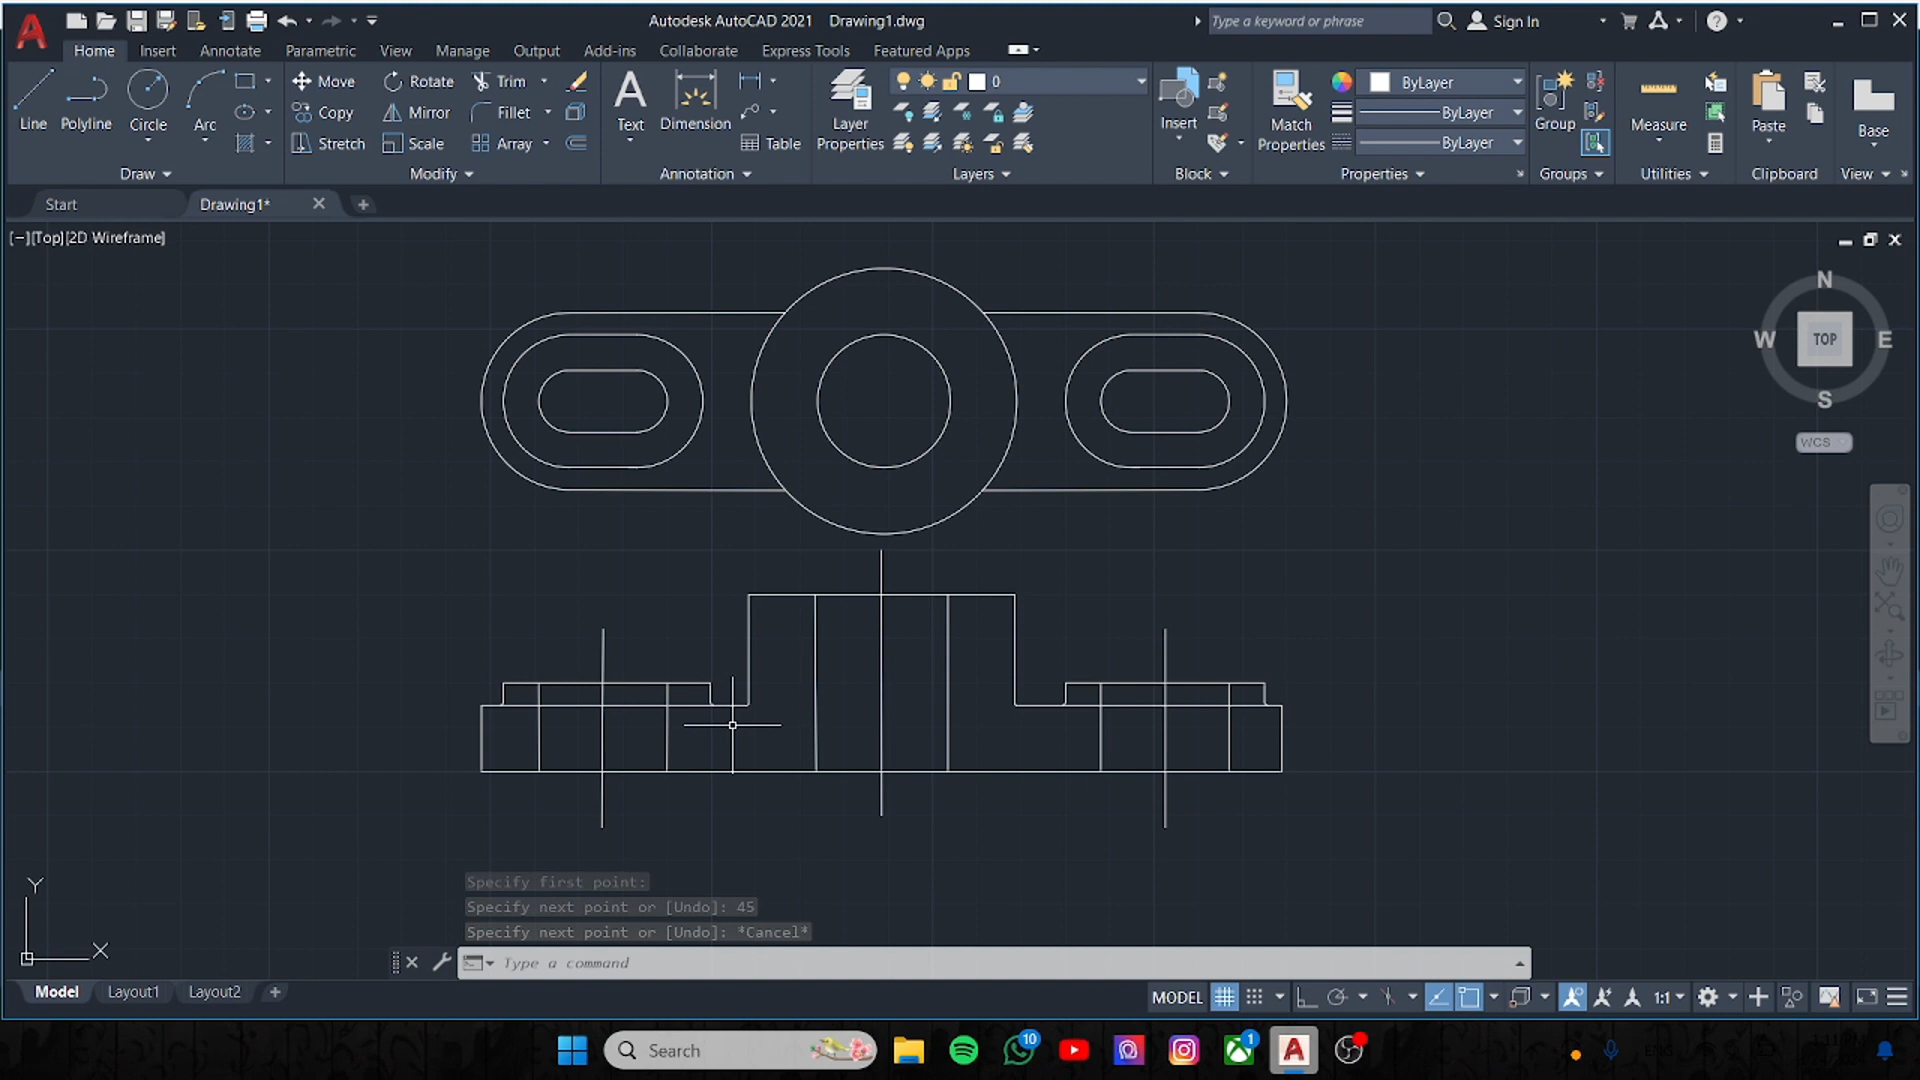 Autodesk AutoCAD 2021 Drawing1.dwg
Type a keyword or phrase
Sign In
Home Insert Annotate Parametric View Manage Output Add-ins Collaborate Express Tools Featured Apps
Line Polyline Circle Arc
Move Rotate Trim
Copy Mirror Fillet
Stretch Scale Array
Text Dimension Table
Layer Properties
0
Insert
Match Properties
ByLayer
ByLayer
ByLayer
Group
Measure
Paste
Base
Draw Modify Annotation Layers Block Properties Groups Utilities Clipboard View
Start Drawing1*
[−][Top][2D Wireframe]
N
W TOP E
S
WCS
Y
X
Specify first point:
Specify next point or [Undo]: 45
Specify next point or [Undo]: *Cancel*
Type a command
Model Layout1 Layout2
MODEL 1:1
Search
10
1